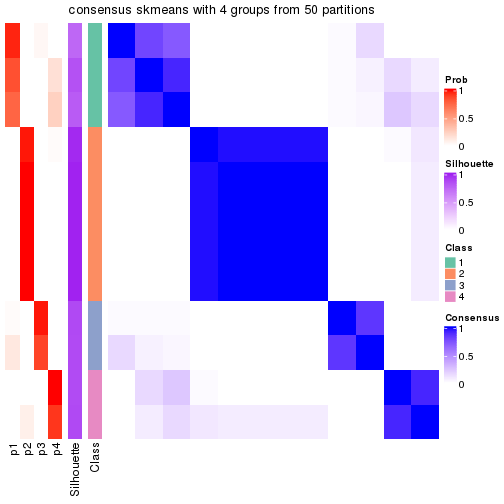 consensus skmeans with 4 groups from 50 partitions
Prob
1
0.5
0
Silhouette
1
0.5
0
Class
1
2
3
4
Consensus
1
0.5
0
p1
p2
p3
p4
Silhouette
Class